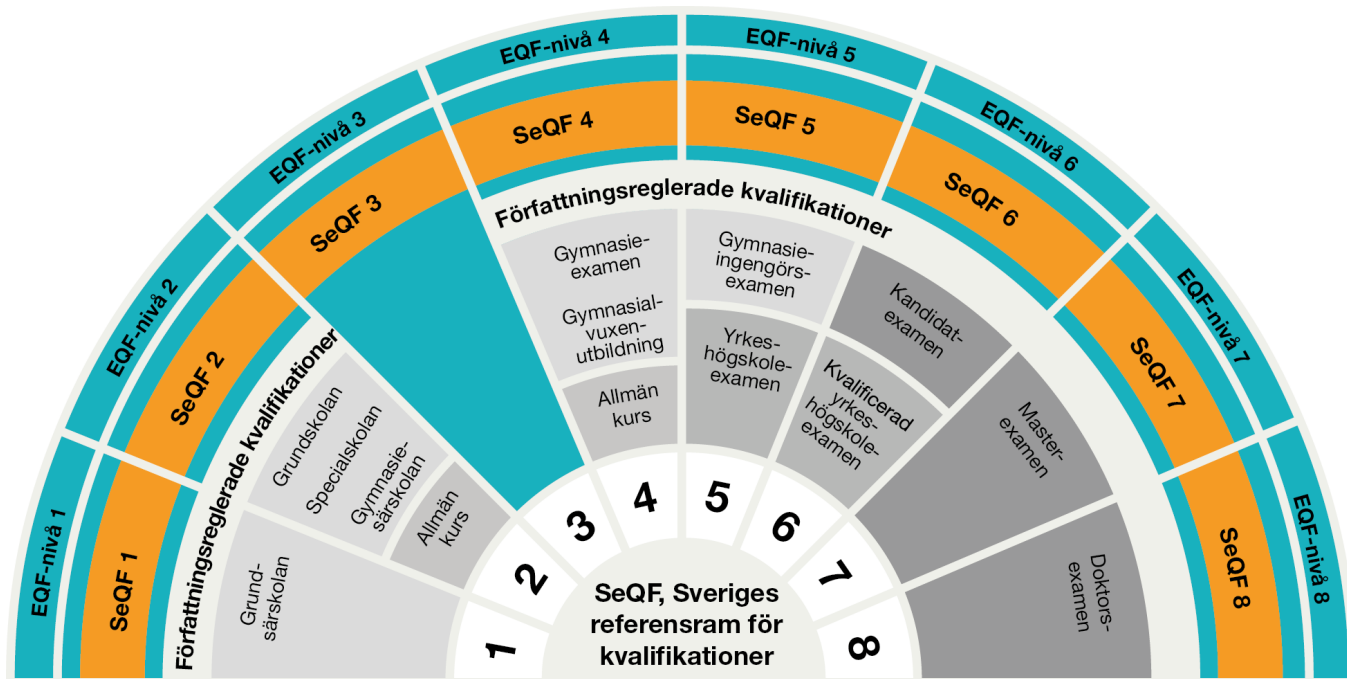 EQF-nivå 1
EQF-nivå 2
EQF-nivå 3
EQF-nivå 4
EQF-nivå 5
EQF-nivå 6
EQF-nivå 7
EQF-nivå 8
SeQF 1
SeQF 2
SeQF 3
SeQF 4
SeQF 5
SeQF 6
SeQF 7
SeQF 8
Författningsreglerade kvalifikationer
Författningsreglerade kvalifikationer
Grund-
särskolan
Grundskolan
Specialskolan
Gymnasie-
särskolan
Allmän
kurs
Gymnasie-
examen
Gymnasial-
vuxen-
utbildning
Allmän
kurs
Gymnasie-
ingengörs-
examen
Yrkes-
högskole-
examen
Kandidat-
examen
Kvalificerad
yrkes-
högskole-
examen
Master-
examen
Doktors-
examen
1
2
3
4
5
6
7
8
SeQF, Sveriges
referensram för
kvalifikationer